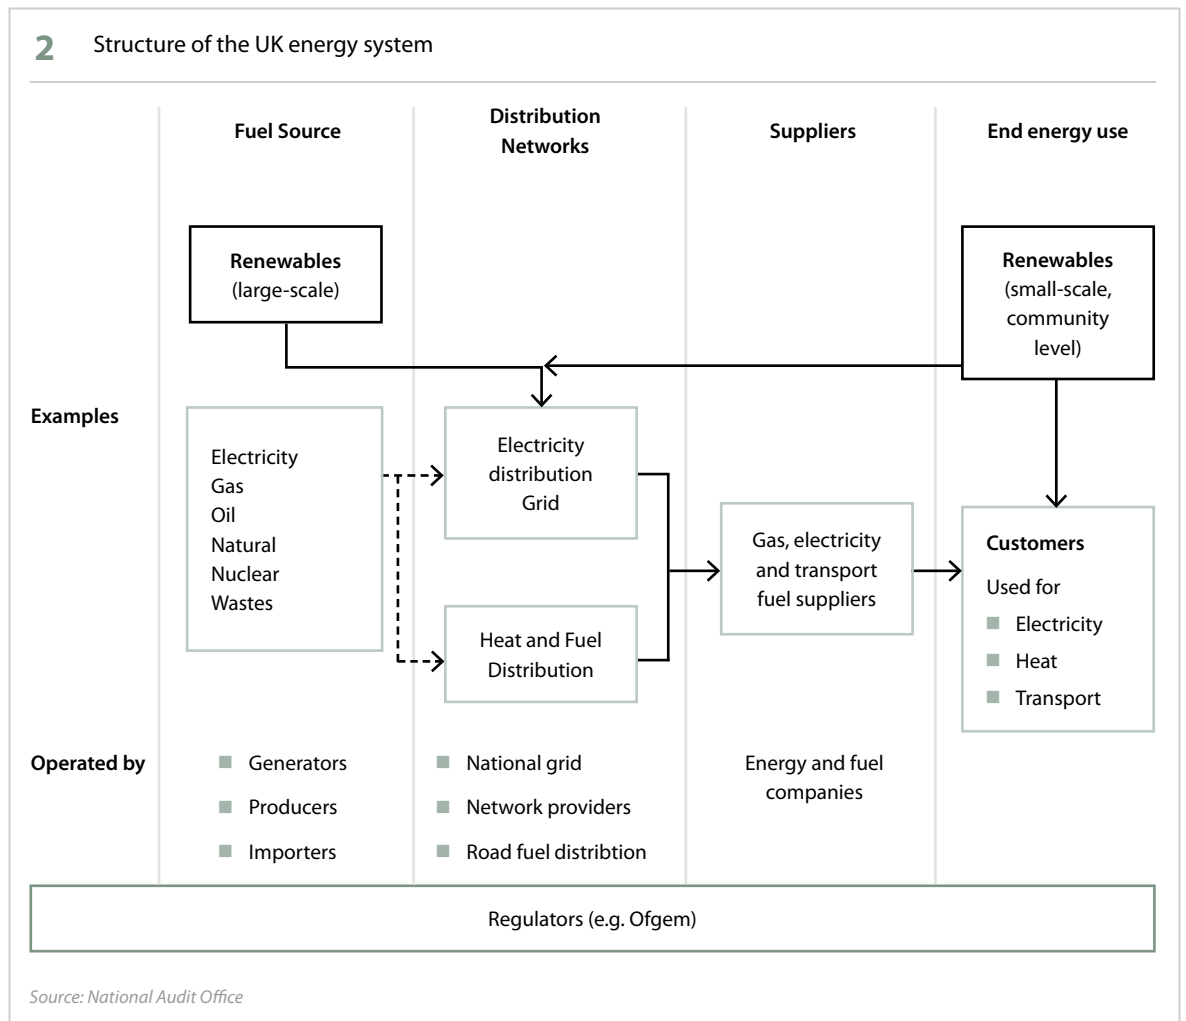 2 Structure of the UK energy system
Fuel Source
Distribution
Networks
Suppliers
End energy use
Renewables
(large-scale)
Renewables
(small-scale,
community
level)
Examples
Electricity
Gas
Oil
Natural
Nuclear
Wastes
Electricity
distribution
Grid
Heat and Fuel
Distribution
Gas, electricity
and transport
fuel suppliers
Customers
Used for
Electricity
Heat
Transport
Operated by
Generators
Producers
Importers
National grid
Network providers
Road fuel distribtion
Energy and fuel
companies
Regulators (e.g. Ofgem)
Source: National Audit Office